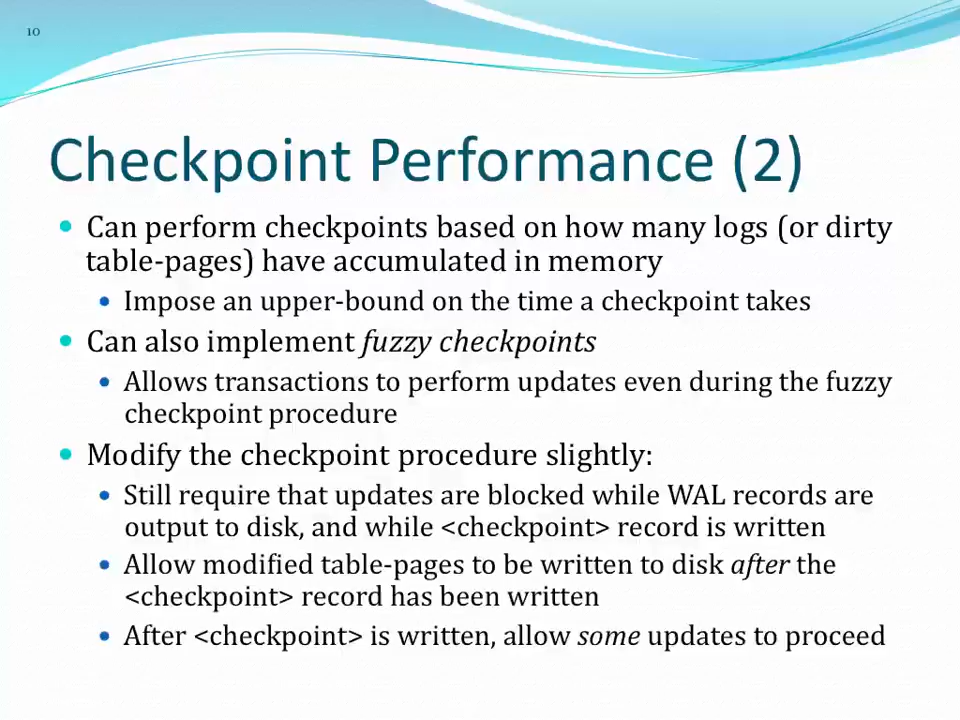 10
Checkpoint Performance (2)
• Can perform checkpoints based on how many logs (or dirty
table-pages) have accumulated in memory
• Impose an upper-bound on the time a checkpoint takes
• Can also implement fuzzy checkpoints
• Allows transactions to perform updates even during the fuzzy
checkpoint procedure
• Modify the checkpoint procedure slightly:
• Still require that updates are blocked while WAL records are
output to disk, and while <checkpoint> record is written
• Allow modified table-pages to be written to disk after the
<checkpoint> record has been written
• After <checkpoint> is written, allow some updates to proceed